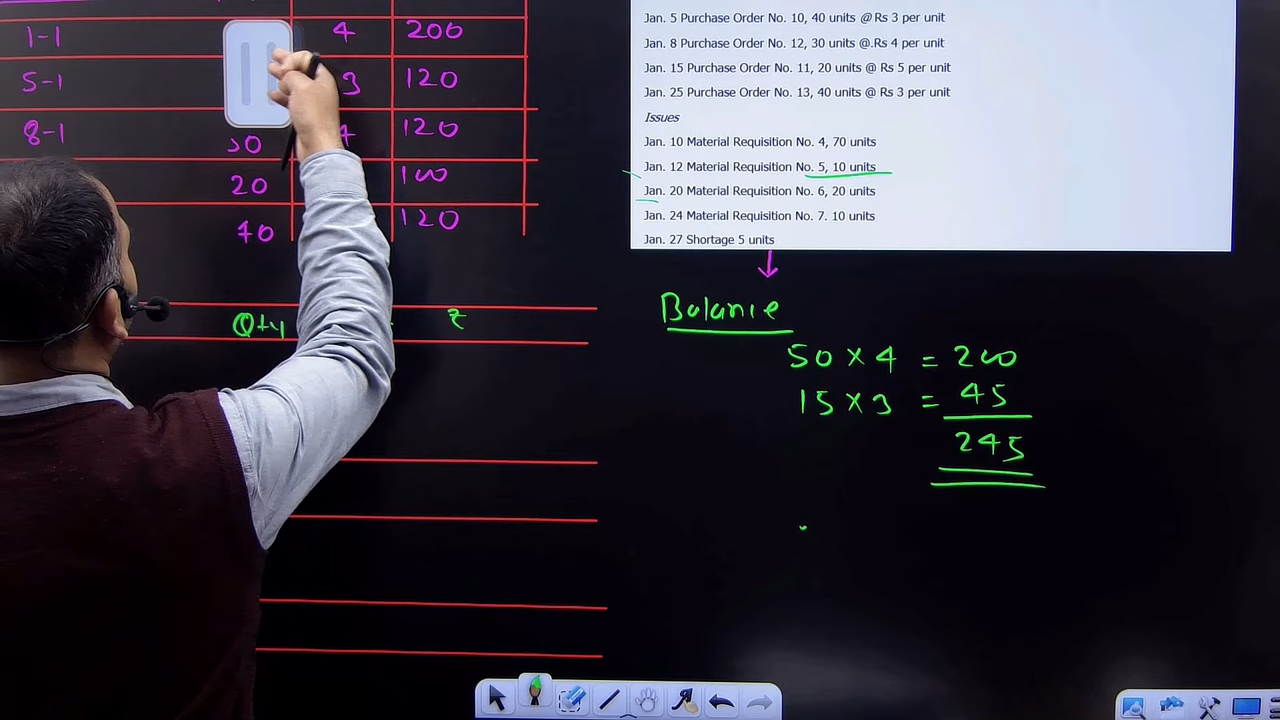 1-1 4 200
5-1 3 120
8-1 30 4 120
20 100
40 120
Qty ₹
Jan. 5 Purchase Order No. 10, 40 units @ Rs 3 per unit
Jan. 8 Purchase Order No. 12, 30 units @.Rs 4 per unit
Jan. 15 Purchase Order No. 11, 20 units @ Rs 5 per unit
Jan. 25 Purchase Order No. 13, 40 units @ Rs 3 per unit
Issues
Jan. 10 Material Requisition No. 4, 70 units
Jan. 12 Material Requisition No. 5, 10 units
Jan. 20 Material Requisition No. 6, 20 units
Jan. 24 Material Requisition No. 7. 10 units
Jan. 27 Shortage 5 units
Balance
50 × 4 = 200
15 × 3 = 45
245